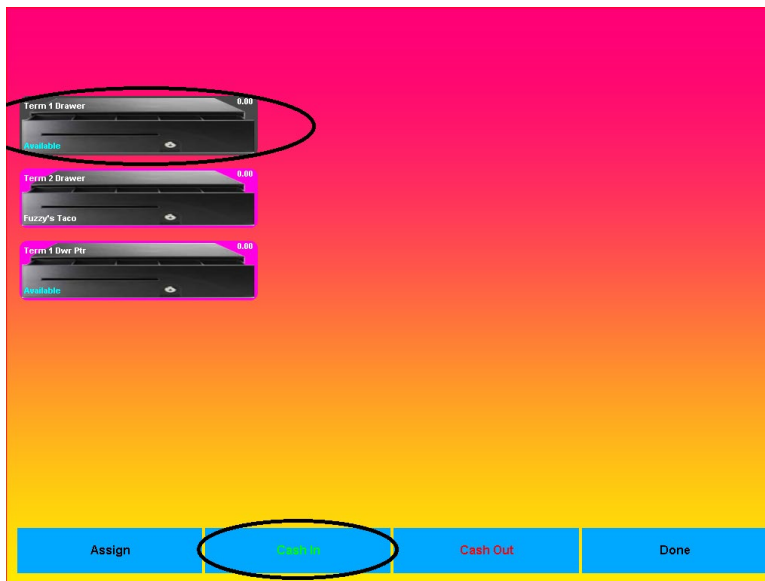 Term 1 Drawer 0.00
Available
Term 2 Drawer 0.00
Fuzzy's Taco
Term 1 Dwr Ptr 0.00
Available
Assign Cash In Cash Out Done